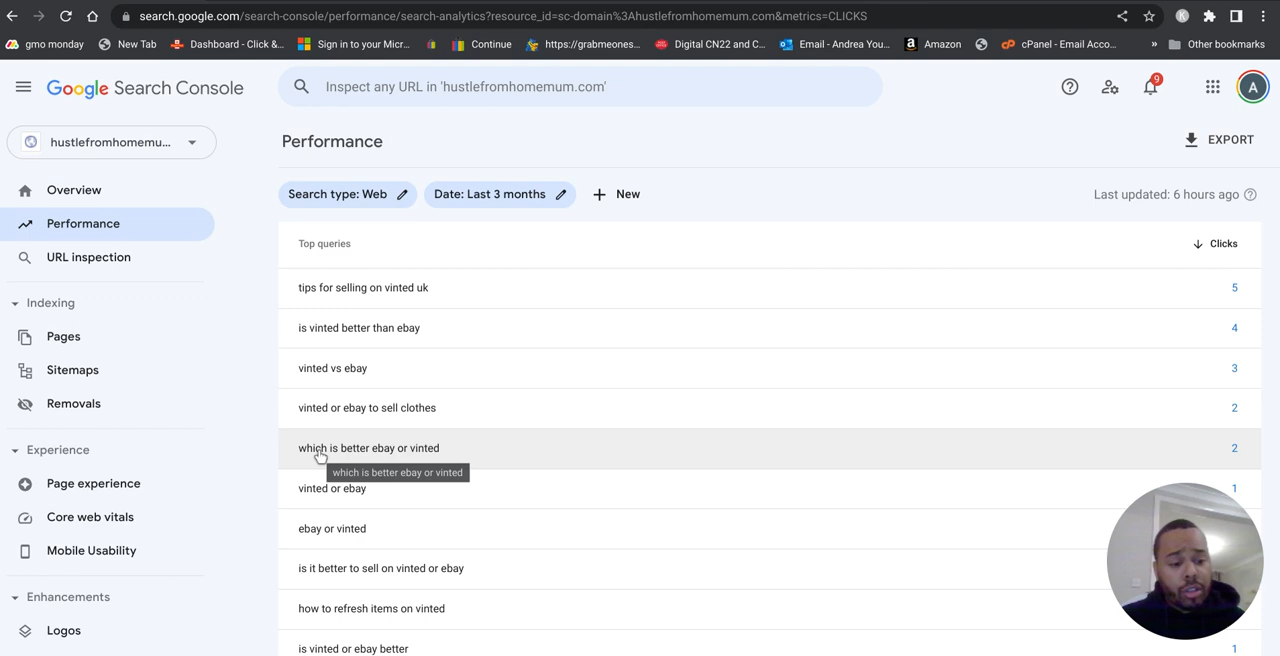 search.google.com/search-console/performance/search-analytics?resource_id=sc-domain%3Ahustlefromhomemum.com&metrics=CLICKS
K
gmo monday
New Tab
Dashboard - Click &...
Sign in to your Micr...
Continue
https://grabmeones...
Digital CN22 and C...
Email - Andrea You...
a Amazon
cP cPanel - Email Acco...
» Other bookmarks
Google Search Console
Inspect any URL in 'hustlefromhomemum.com'
9
A
hustlefromhomemu...
Performance
EXPORT
Search type: Web
Date: Last 3 months
+ New
Last updated: 6 hours ago
Overview
Performance
URL inspection
Indexing
Pages
Sitemaps
Removals
Experience
Page experience
Core web vitals
Mobile Usability
Enhancements
Logos
Top queries Clicks
tips for selling on vinted uk 5
is vinted better than ebay 4
vinted vs ebay 3
vinted or ebay to sell clothes 2
which is better ebay or vinted 2
which is better ebay or vinted
vinted or ebay 1
ebay or vinted
is it better to sell on vinted or ebay
how to refresh items on vinted
is vinted or ebay better 1